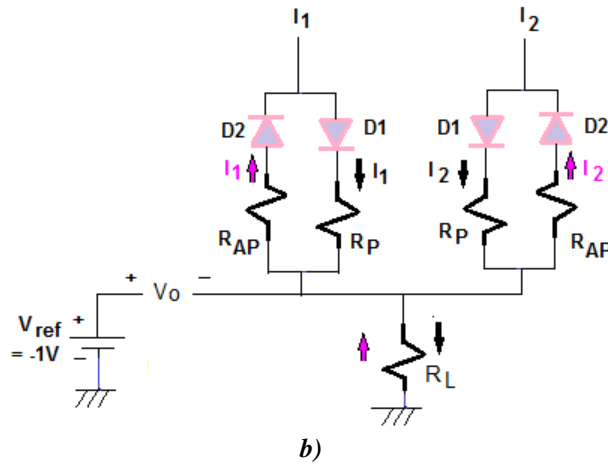 I1 I2
D2 D1 D1 D2
I1 I1 I2 I2
RAP RP RP RAP
+ Vo −
Vref + = -1V −
RL
b)